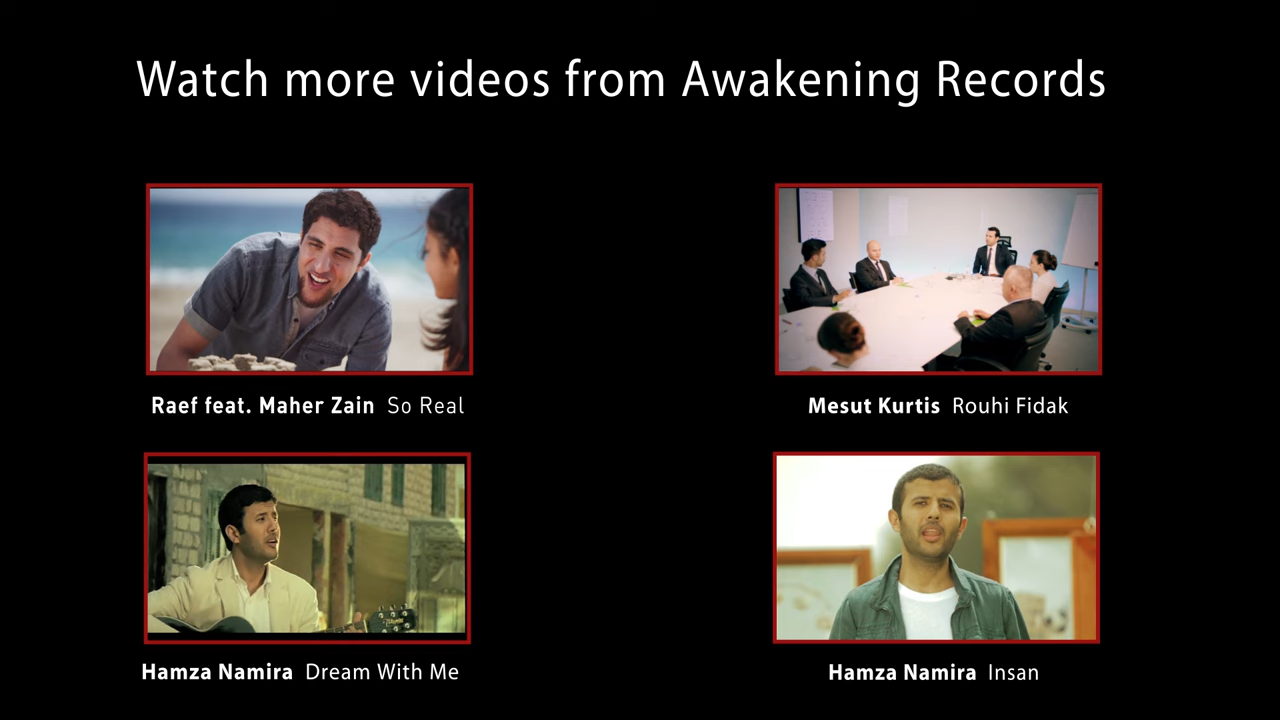 Watch more videos from Awakening Records
Raef feat. Maher Zain So Real
Mesut Kurtis Rouhi Fidak
Hamza Namira Dream With Me
Hamza Namira Insan